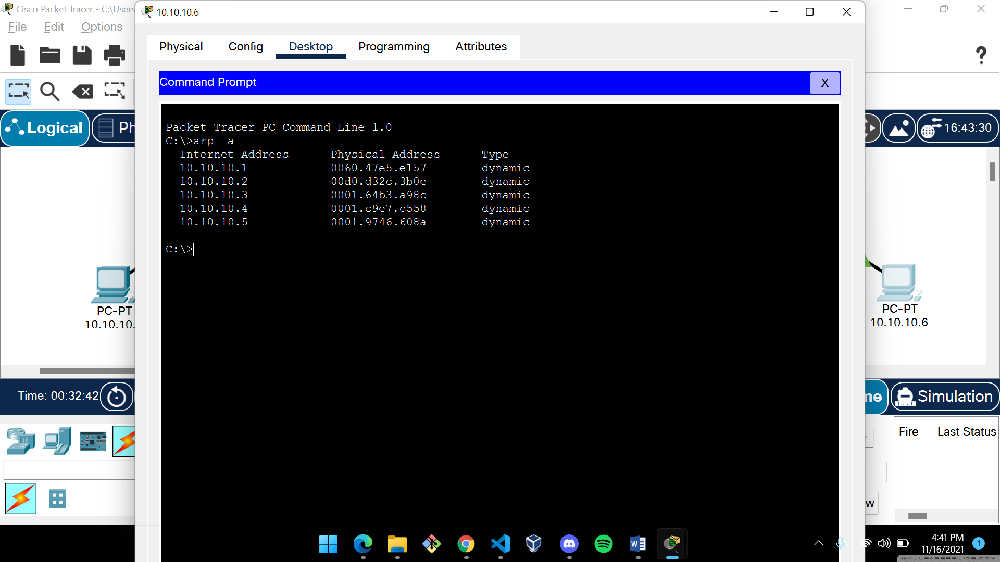 Cisco Packet Tracer - C:\Users
10.10.10.6
File Edit Options
Physical Config Desktop Programming Attributes
?
Command Prompt
X
Logical
Ph
16:43:30
Packet Tracer PC Command Line 1.0
C:\>arp -a
Internet Address Physical Address Type
10.10.10.1 0060.47e5.e157 dynamic
10.10.10.2 00d0.d32c.3b0e dynamic
10.10.10.3 0001.64b3.a98c dynamic
10.10.10.4 0001.c9e7.c558 dynamic
10.10.10.5 0001.9746.608a dynamic
C:\>
PC-PT
10.10.10.
PC-PT
10.10.10.6
Time: 00:32:42
me
Simulation
Fire Last Status
ow
W
4:41 PM
11/16/2021
1
WALLPAPERSWIDE.COM